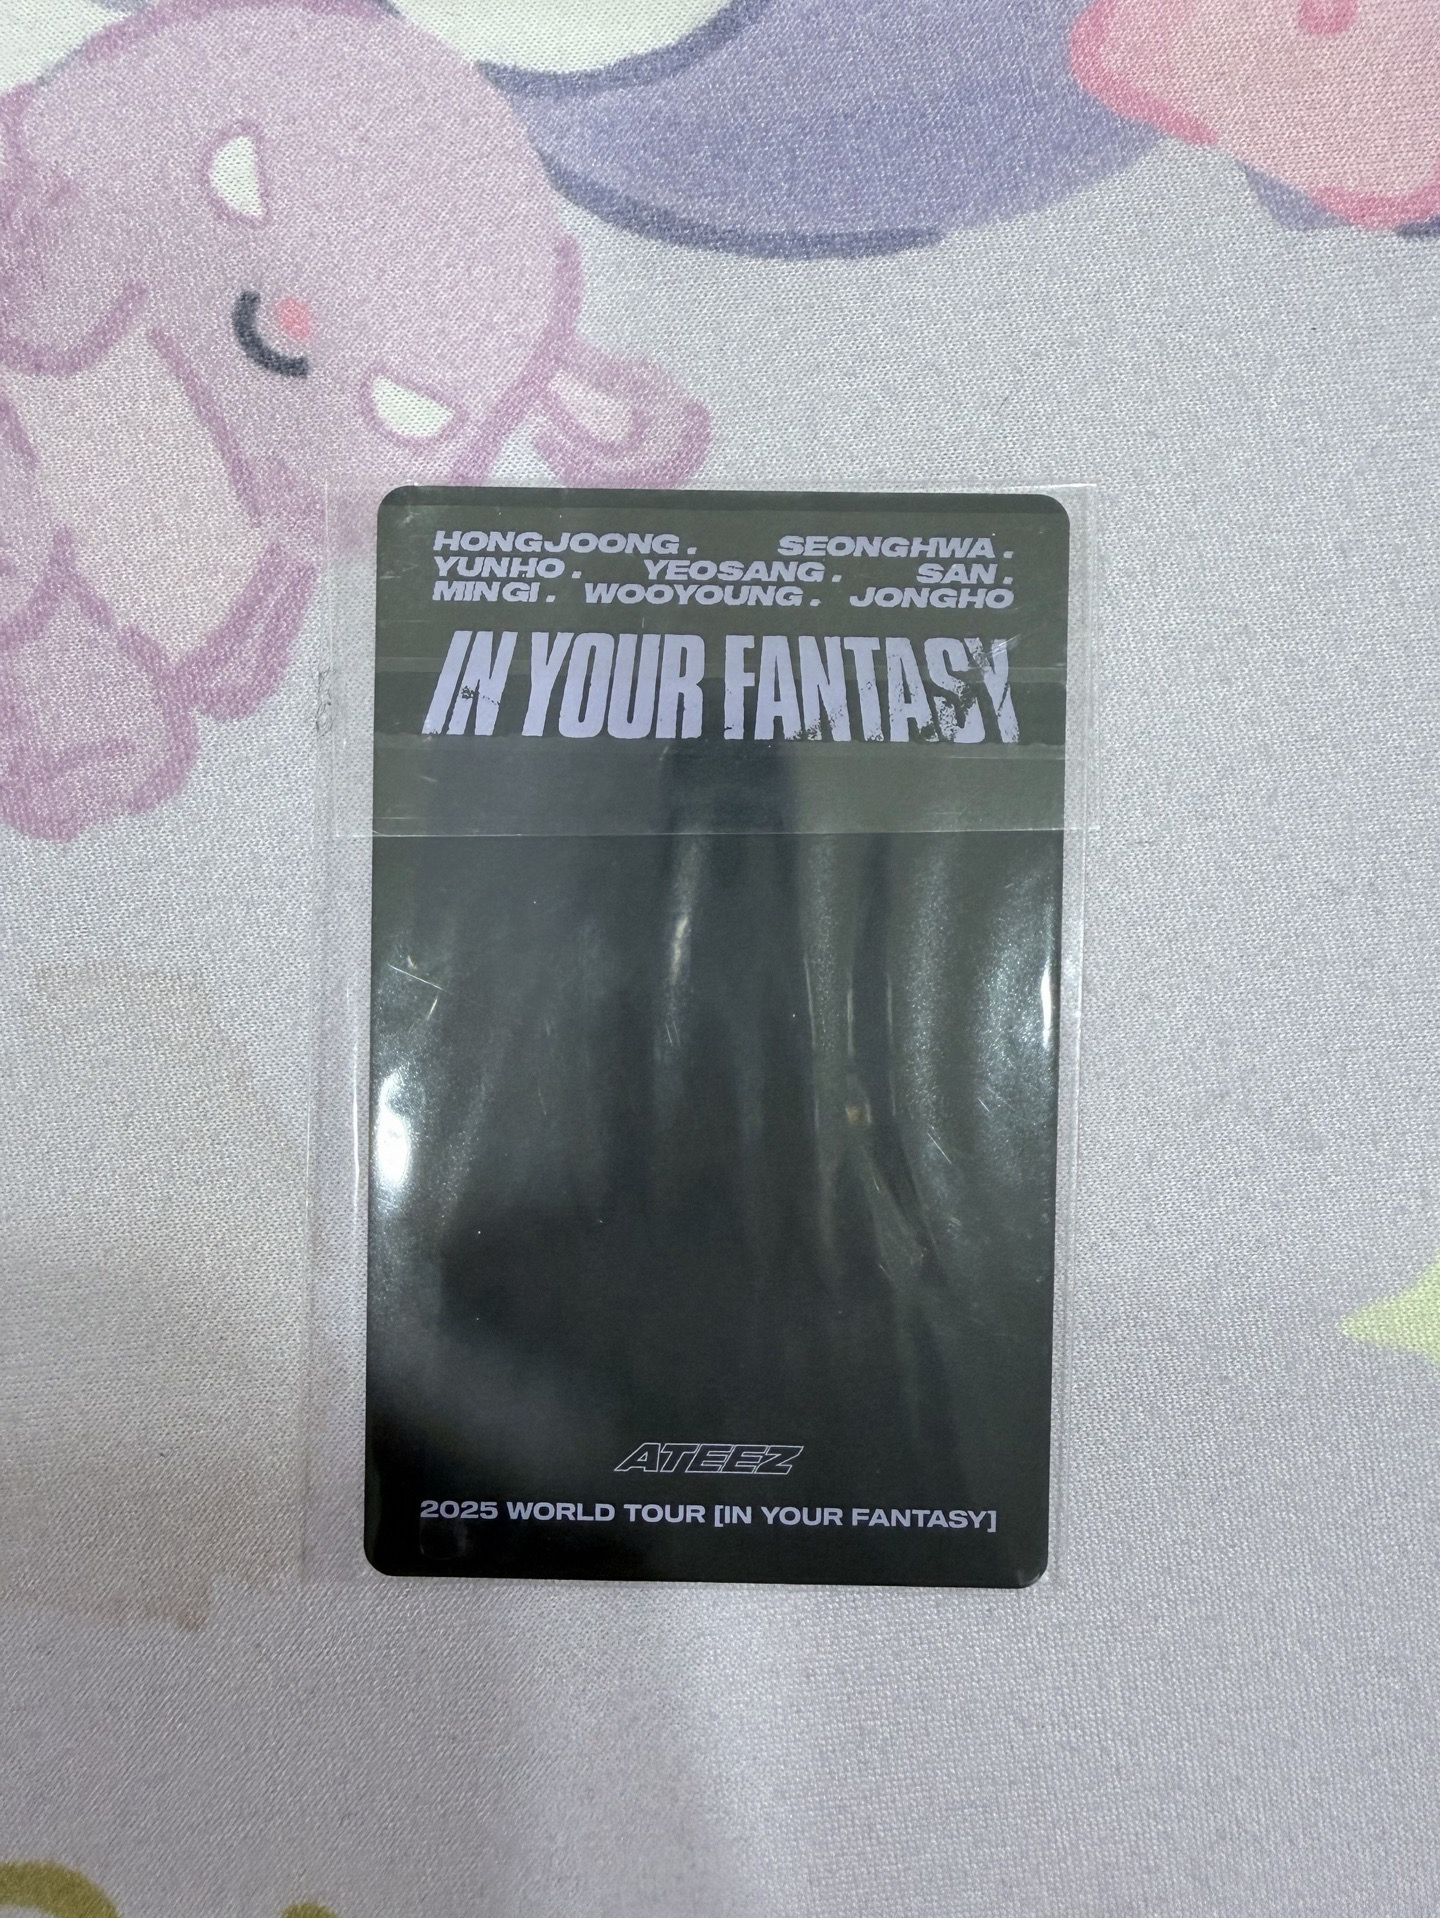 HONGJOONG. SEONGHWA.
YUNHO. YEOSANG. SAN.
MINGI. WOOYOUNG. JONGHO
IN YOUR FANTASY
ATEEZ
2025 WORLD TOUR [IN YOUR FANTASY]